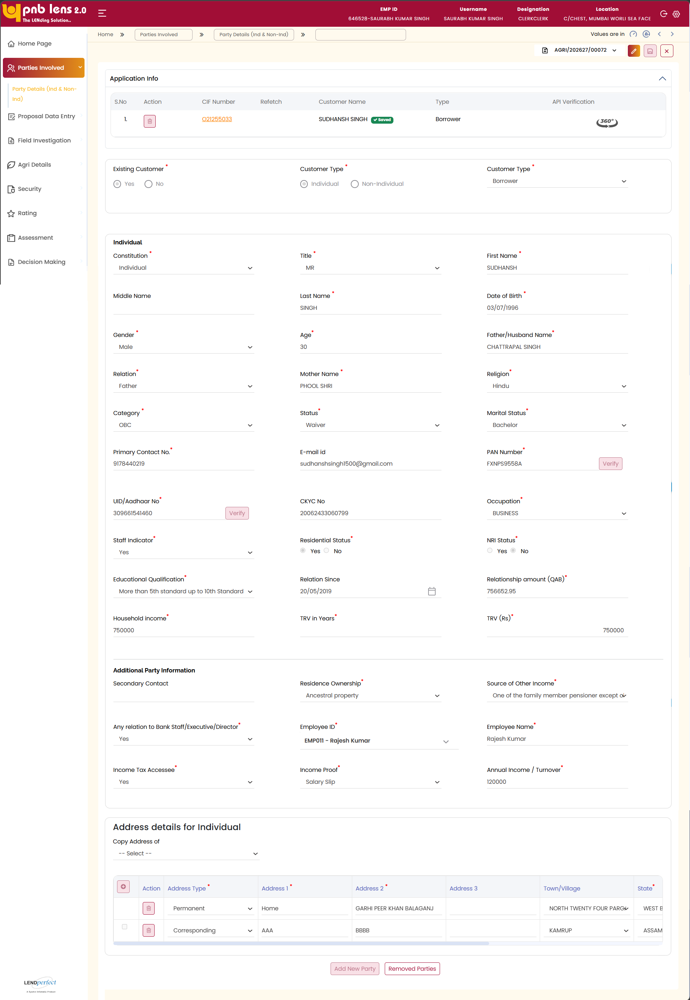 pnb lens 2.0
The LENding Solution..
EMP ID
646528-SAURABH KUMAR SINGH
Username
SAURABH KUMAR SINGH
Designation
CLERKCLERK
Location
C/CHEST, MUMBAI WORLI SEA FACE
Home » Parties Involved » Party Details (Ind & Non-Ind) »
Values are in
AGRI/202627/00072
Home Page
Parties Involved
Party Details (Ind & Non-
Ind)
Proposal Data Entry
Field Investigation
Agri Details
Security
Rating
Assessment
Decision Making
Application Info
S.No Action CIF Number Refetch Customer Name Type API Verification
1. O21255033 SUDHANSH SINGH Saved Borrower 360°
Existing Customer * Customer Type * Customer Type *
Yes No Individual Non-Individual Borrower
Individual
Constitution * Title * First Name *
Individual MR SUDHANSH
Middle Name Last Name * Date of Birth *
SINGH 03/07/1996
Gender * Age* Father/Husband Name*
Male 30 CHATTRAPAL SINGH
Relation* Mother Name * Religion*
Father PHOOL SHRI Hindu
Category * Status* Marital Status*
OBC Waiver Bachelor
Primary Contact No.* E-mail id PAN Number*
9178440219 sudhanshsingh1500@gmail.com FXNPS9558A Verify
UID/Aadhaar No* CKYC No Occupation*
309661541460 Verify 20062433060799 BUSINESS
Staff Indicator* Residential Status* NRI Status*
Yes Yes No Yes No
Educational Qualification* Relation Since Relationship amount (QAB)*
More than 5th standard up to 10th Standard 20/05/2019 756652.95
Household income* TRV in Years* TRV (Rs)*
750000 750000
Additional Party Information
Secondary Contact Residence Ownership* Source of Other Income*
Ancestral property One of the family member pensioner except o
Any relation to Bank Staff/Executive/Director* Employee ID* Employee Name*
Yes EMP011 - Rajesh Kumar Rajesh Kumar
Income Tax Accessee* Income Proof* Annual Income / Turnover*
Yes Salary Slip 120000
Address details for Individual
Copy Address of
-- Select --
Action Address Type * Address 1 * Address 2 * Address 3 Town/Village State*
Permanent Home GARHI PEER KHAN BALAGANJ NORTH TWENTY FOUR PARG WEST B
Corresponding AAA BBBB KAMRUP ASSAM
Add New Party Removed Parties
LENDperfect
A SysArc Infomatix Product